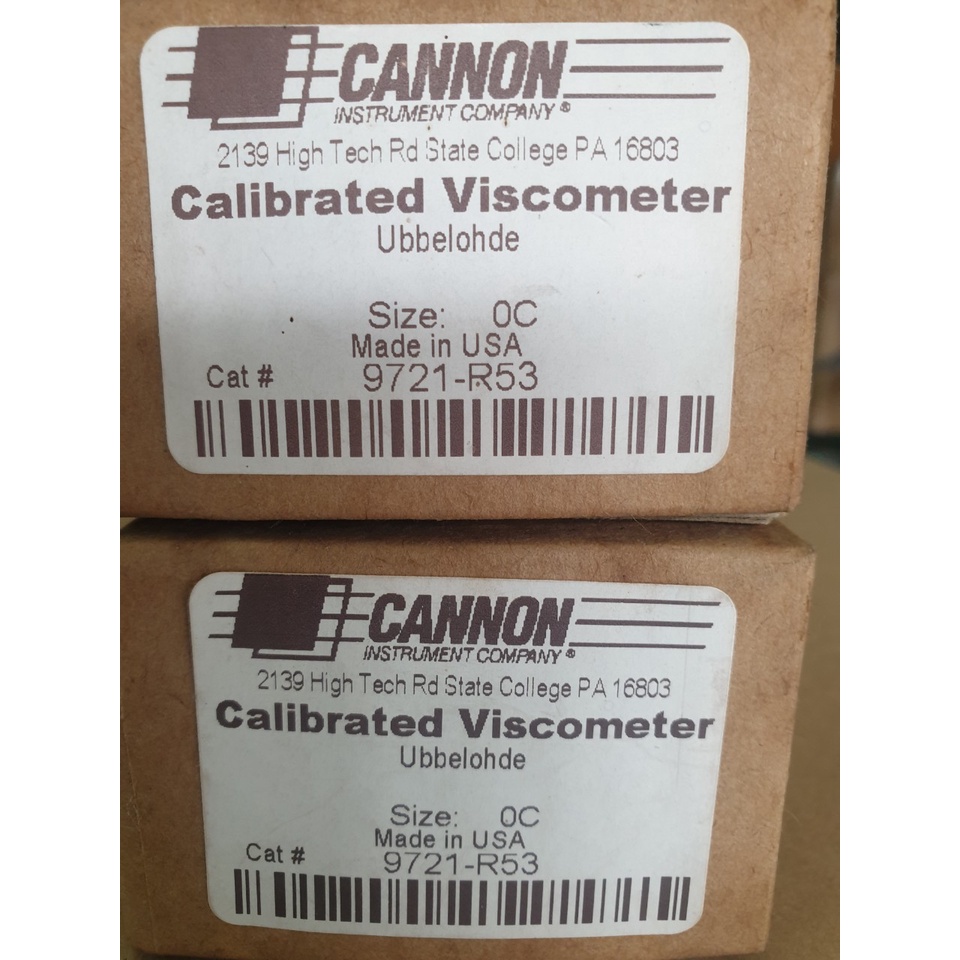 CANNON
INSTRUMENT COMPANY ®
2139 High Tech Rd State College PA 16803
Calibrated Viscometer
Ubbelohde
Size: 0C
Made in USA
Cat # 9721-R53
CANNON
INSTRUMENT COMPANY ®
2139 High Tech Rd State College PA 16803
Calibrated Viscometer
Ubbelohde
Size: 0C
Made in USA
Cat # 9721-R53